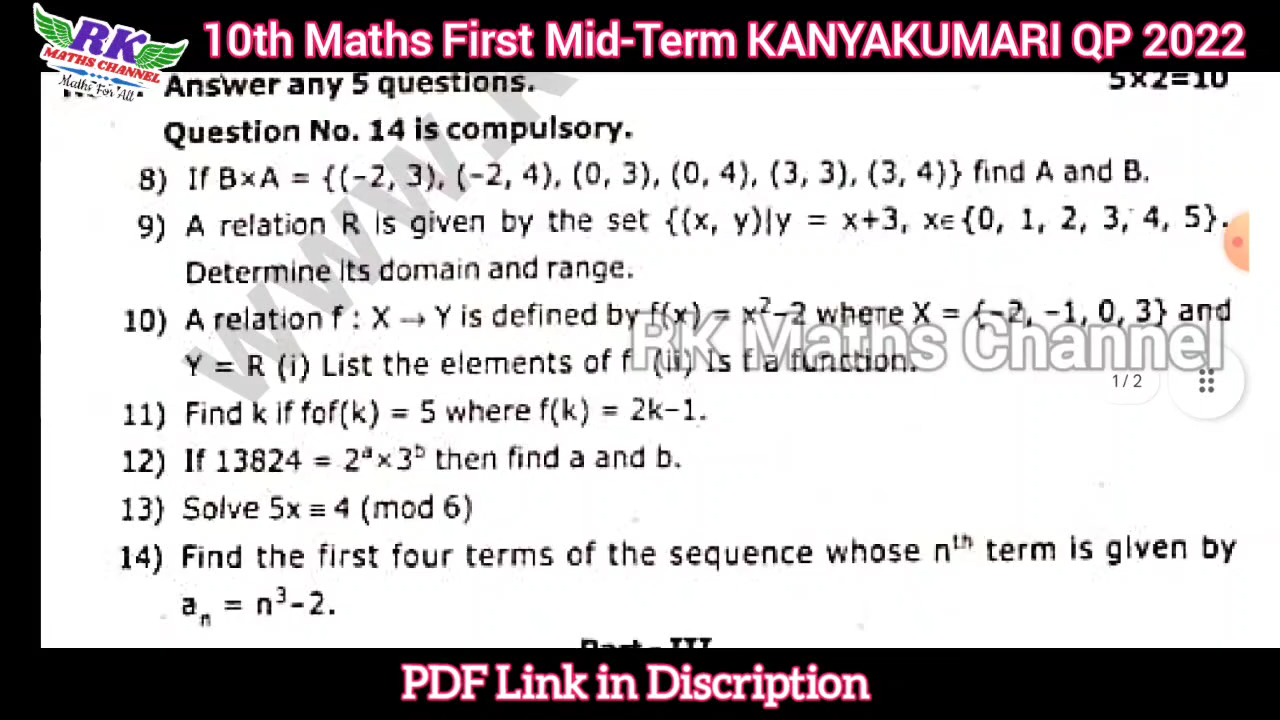 RK
MATHS CHANNEL
Maths For All
10th Maths First Mid-Term KANYAKUMARI QP 2022
Answer any 5 questions. 5×2=10
Question No. 14 is compulsory.
8) If B×A = {(−2, 3), (−2, 4), (0, 3), (0, 4), (3, 3), (3, 4)} find A and B.
9) A relation R is given by the set {(x, y)|y = x+3, x∈{0, 1, 2, 3, 4, 5}.
Determine its domain and range.
10) A relation f : X → Y is defined by f(x) = x²−2 where X = {−2, −1, 0, 3} and
Y = R (i) List the elements of f (ii) Is f a function.
RK Maths Channel
1/2
11) Find k if fof(k) = 5 where f(k) = 2k−1.
12) If 13824 = 2ᵃ×3ᵇ then find a and b.
13) Solve 5x ≡ 4 (mod 6)
14) Find the first four terms of the sequence whose nᵗʰ term is given by
aₙ = n³−2.
Part - III
PDF Link in Discription